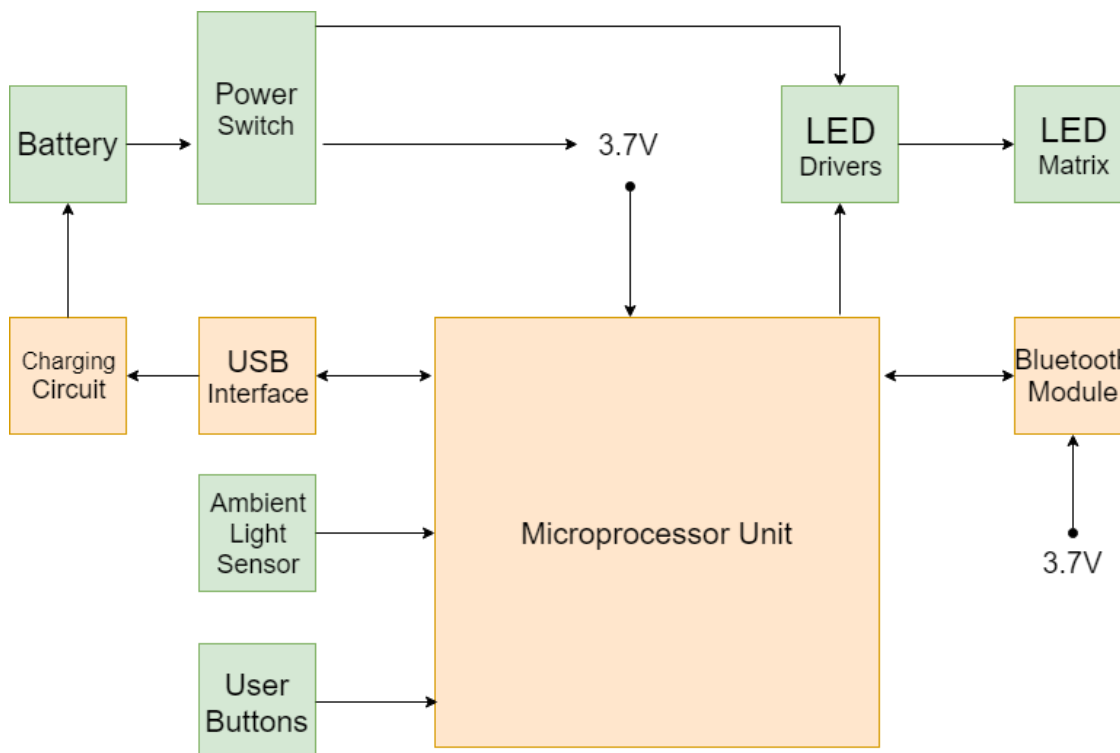 Power
Switch
Battery
3.7V
LED
Drivers
LED
Matrix
Charging
Circuit
USB
Interface
Bluetooth
Module
Ambient
Light
Sensor
Microprocessor Unit
3.7V
User
Buttons